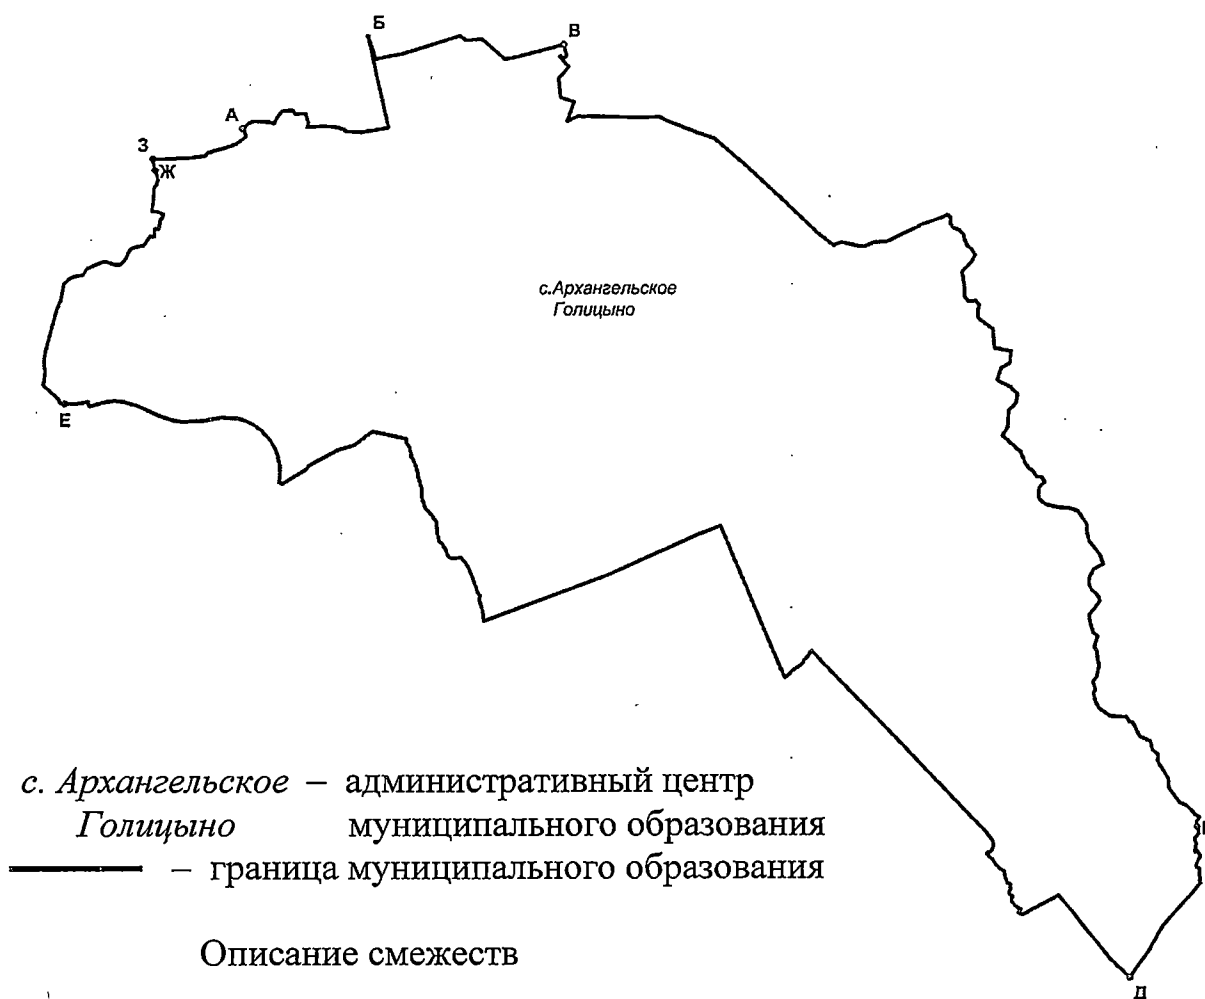 Б
В
А
З
Ж
с.Архангельское
Голицыно
Е
с. Архангельское – административный центр
Голицыно муниципального образования
– граница муниципального образования
Описание смежеств
Д